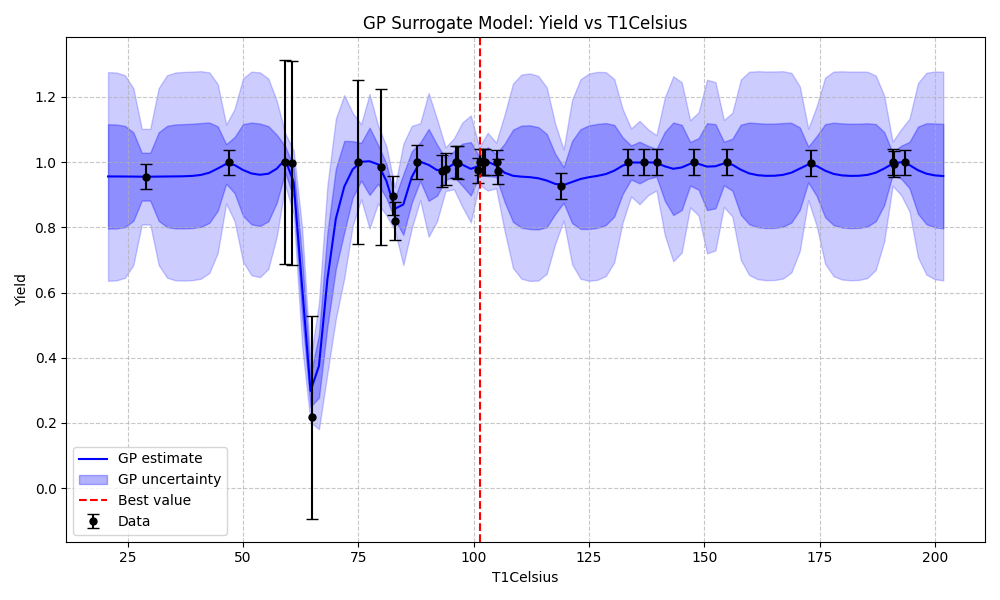 GP Surrogate Model: Yield vs T1Celsius
Yield
1.2
1.0
0.8
0.6
0.4
0.2
0.0
GP estimate
GP uncertainty
Best value
Data
25
50
75
100
125
150
175
200
T1Celsius